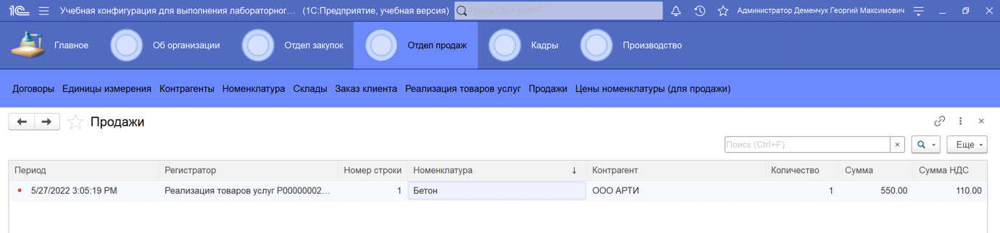 1С Учебная конфигурация для выполнения лабораторног... (1С:Предприятие, учебная версия) Поиск Ctrl+Shift+F Администратор Деменчук Георгий Максимович
Главное Об организации Отдел закупок Отдел продаж Кадры Производство
Договоры Единицы измерения Контрагенты Номенклатура Склады Заказ клиента Реализация товаров услуг Продажи Цены номенклатуры (для продажи)
Продажи
Поиск (Ctrl+F) × Еще
Период Регистратор Номер строки Номенклатура ↓ Контрагент Количество Сумма Сумма НДС
5/27/2022 3:05:19 PM Реализация товаров услуг Р00000002... 1 Бетон ООО АРТИ 1 550.00 110.00